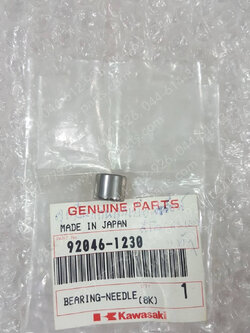 GENUINE PARTS
MADE IN JAPAN
92046-1230
BEARING-NEEDLE(8K) 1
Kawasaki